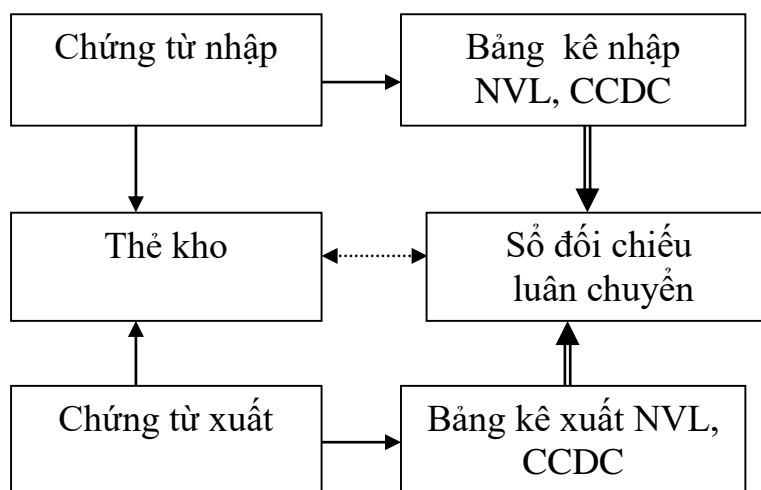 Chứng từ nhập
Bảng kê nhập
NVL, CCDC
Thẻ kho
Sổ đối chiếu
luân chuyển
Chứng từ xuất
Bảng kê xuất NVL,
CCDC